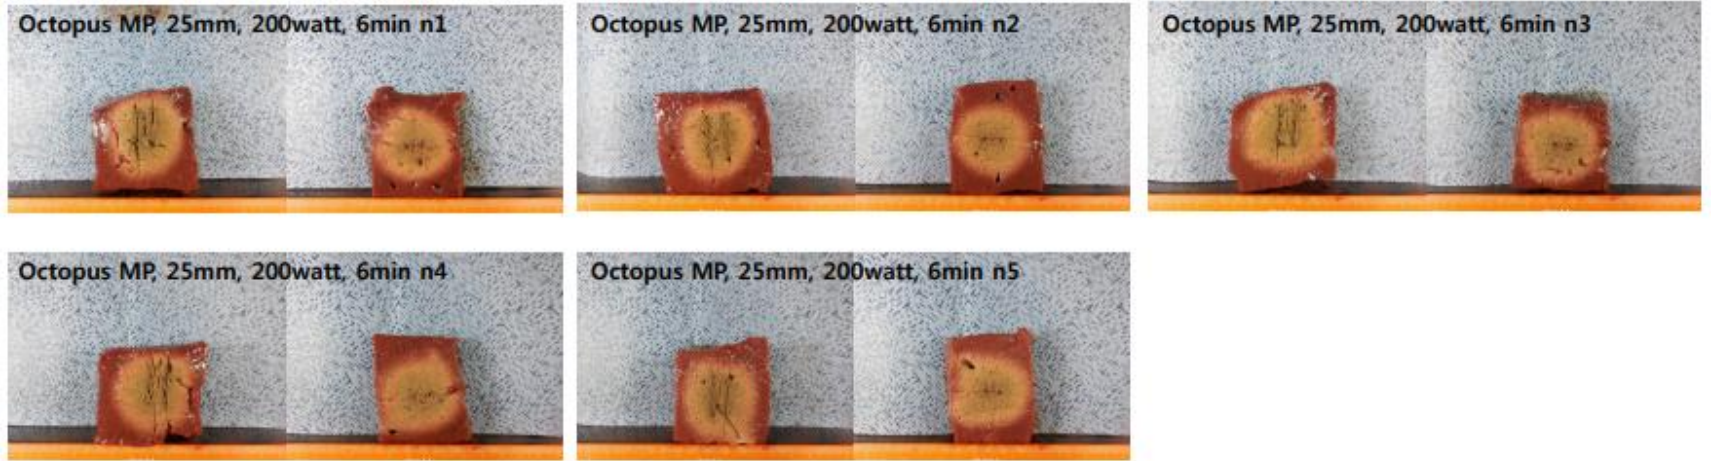 Octopus MP, 25mm, 200watt, 6min n1
Octopus MP, 25mm, 200watt, 6min n2
Octopus MP, 25mm, 200watt, 6min n3
Octopus MP, 25mm, 200watt, 6min n4
Octopus MP, 25mm, 200watt, 6min n5